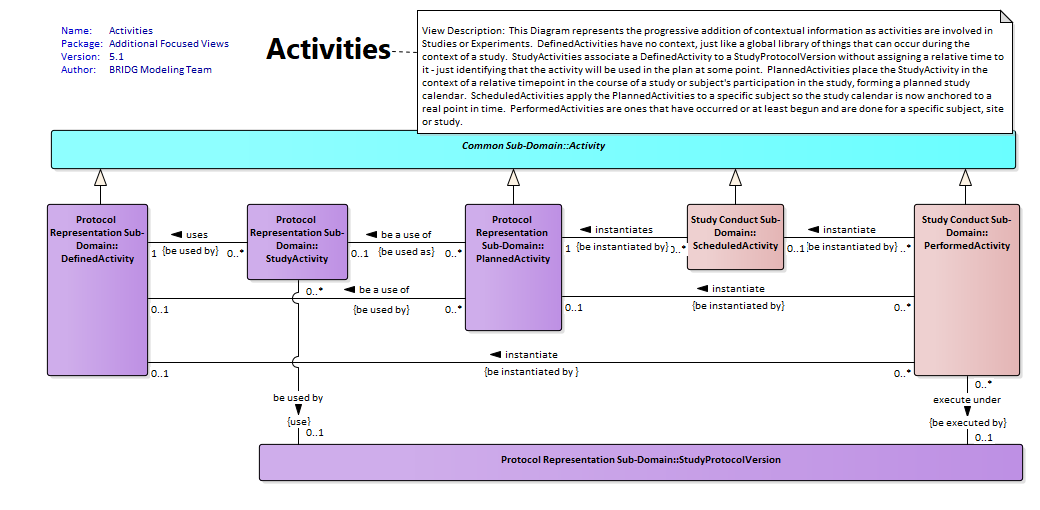 Name: Activities
Package: Additional Focused Views
Version: 5.1
Author: BRIDG Modeling Team
Activities
View Description: This Diagram represents the progressive addition of contextual information as activities are involved in
Studies or Experiments. DefinedActivities have no context, just like a global library of things that can occur during the
context of a study. StudyActivities associate a DefinedActivity to a StudyProtocolVersion without assigning a relative time to
it - just identifying that the activity will be used in the plan at some point. PlannedActivities place the StudyActivity in the
context of a relative timepoint in the course of a study or subject's participation in the study, forming a planned study
calendar. ScheduledActivities apply the PlannedActivities to a specific subject so the study calendar is now anchored to a
real point in time. PerformedActivities are ones that have occurred or at least begun and are done for a specific subject, site
or study.
Common Sub-Domain::Activity
Protocol
Representation Sub-
Domain::
DefinedActivity
uses
1 {be used by} 0..*
Protocol
Representation Sub-
Domain::
StudyActivity
be a use of
0..1 {be used as} 0..*
Protocol
Representation
Sub-Domain::
PlannedActivity
instantiates
1 {be instantiated by} 0..*
Study Conduct Sub-
Domain::
ScheduledActivity
instantiate
0..1 {be instantiated by} ..*
Study Conduct Sub-
Domain::
PerformedActivity
0..*
be a use of
0..1 {be used by} 0..*
instantiate
0..1 {be instantiated by} 0..*
instantiate
0..1 {be instantiated by } 0..*
be used by
{use}
0..1
0..*
execute under
{be executed by}
0..1
Protocol Representation Sub-Domain::StudyProtocolVersion